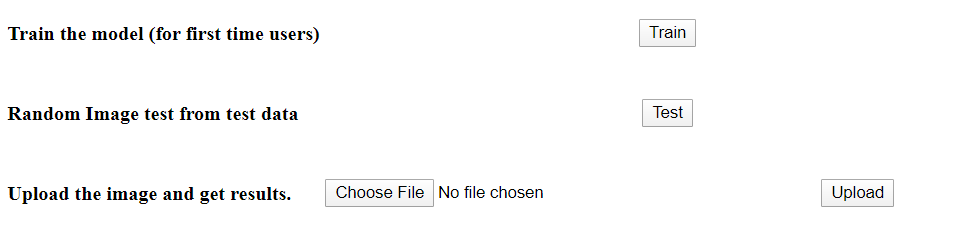 Train the model (for first time users) Train
Random Image test from test data Test
Upload the image and get results. Choose File No file chosen Upload